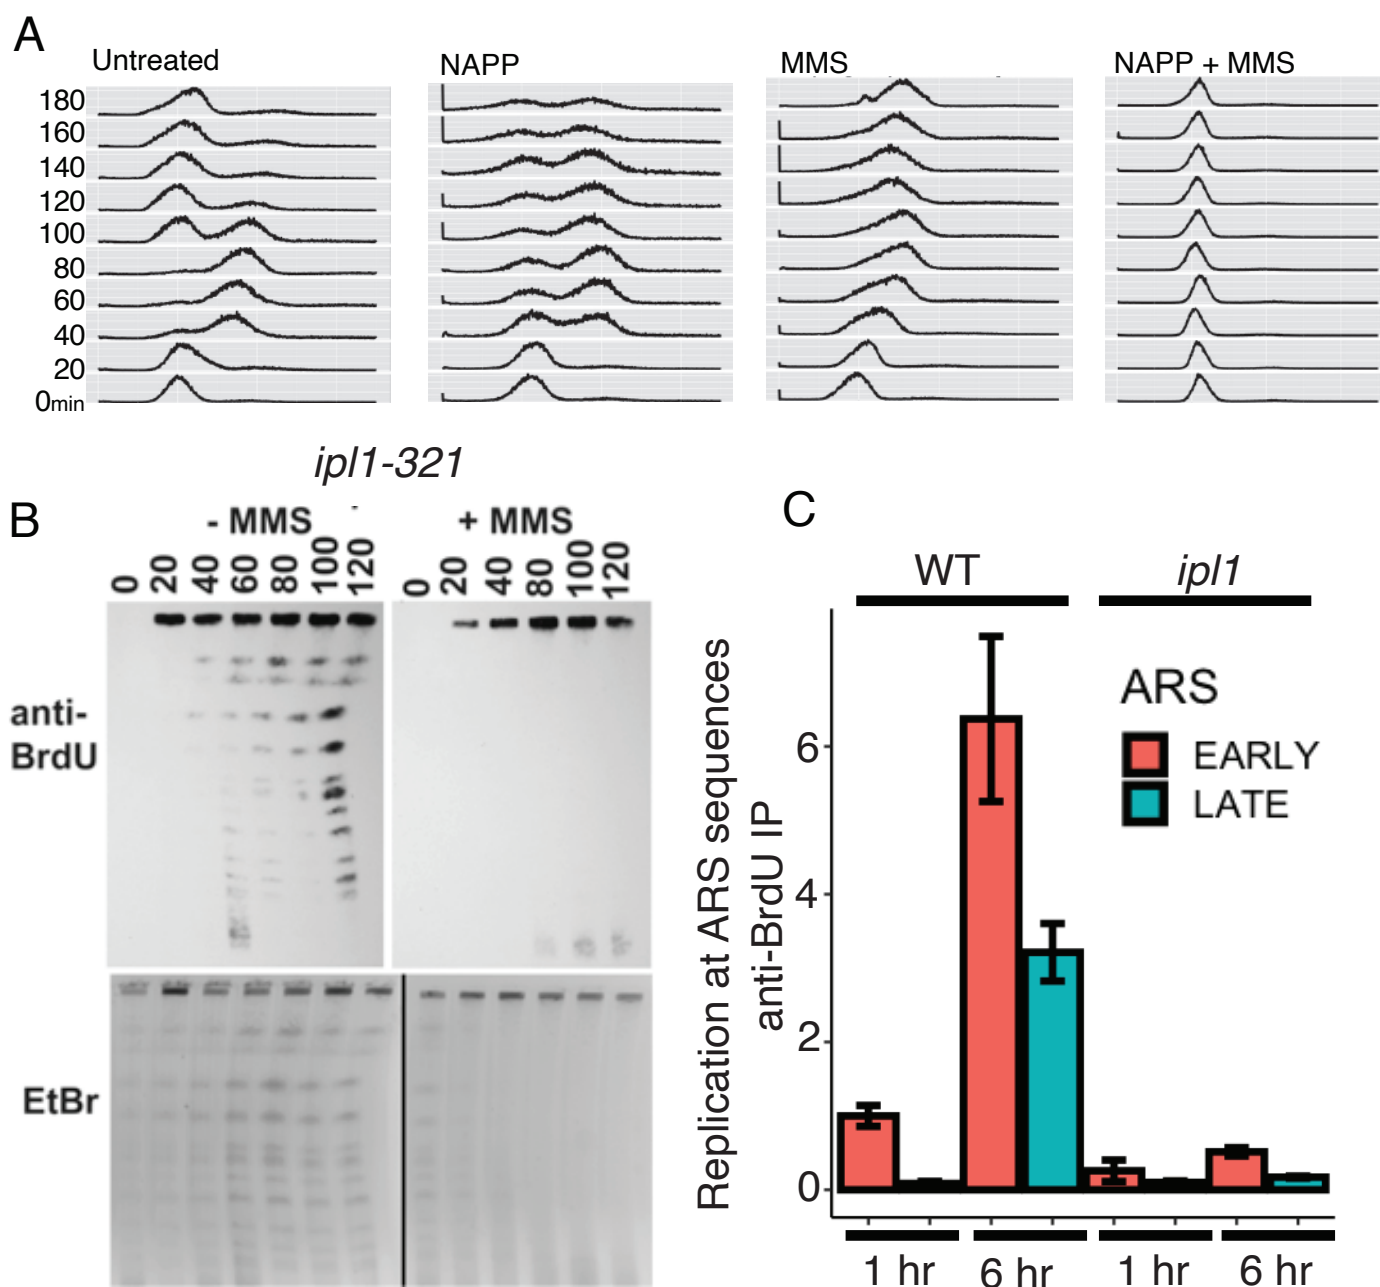 A
Untreated
NAPP
MMS
NAPP + MMS
180
160
140
120
100
80
60
40
20
0min
ipl1-321
B
- MMS
+ MMS
0 20 40 60 80 100 120
0 20 40 80 100 120
anti-
BrdU
EtBr
C
WT
ipl1
ARS
EARLY
LATE
Replication at ARS sequences
anti-BrdU IP
6
4
2
0
1 hr
6 hr
1 hr
6 hr